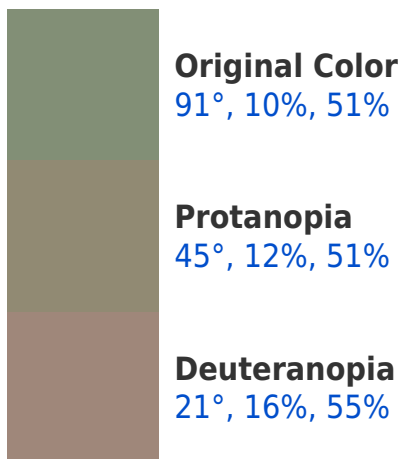 Original Color
91°, 10%, 51%
Protanopia
45°, 12%, 51%
Deuteranopia
21°, 16%, 55%